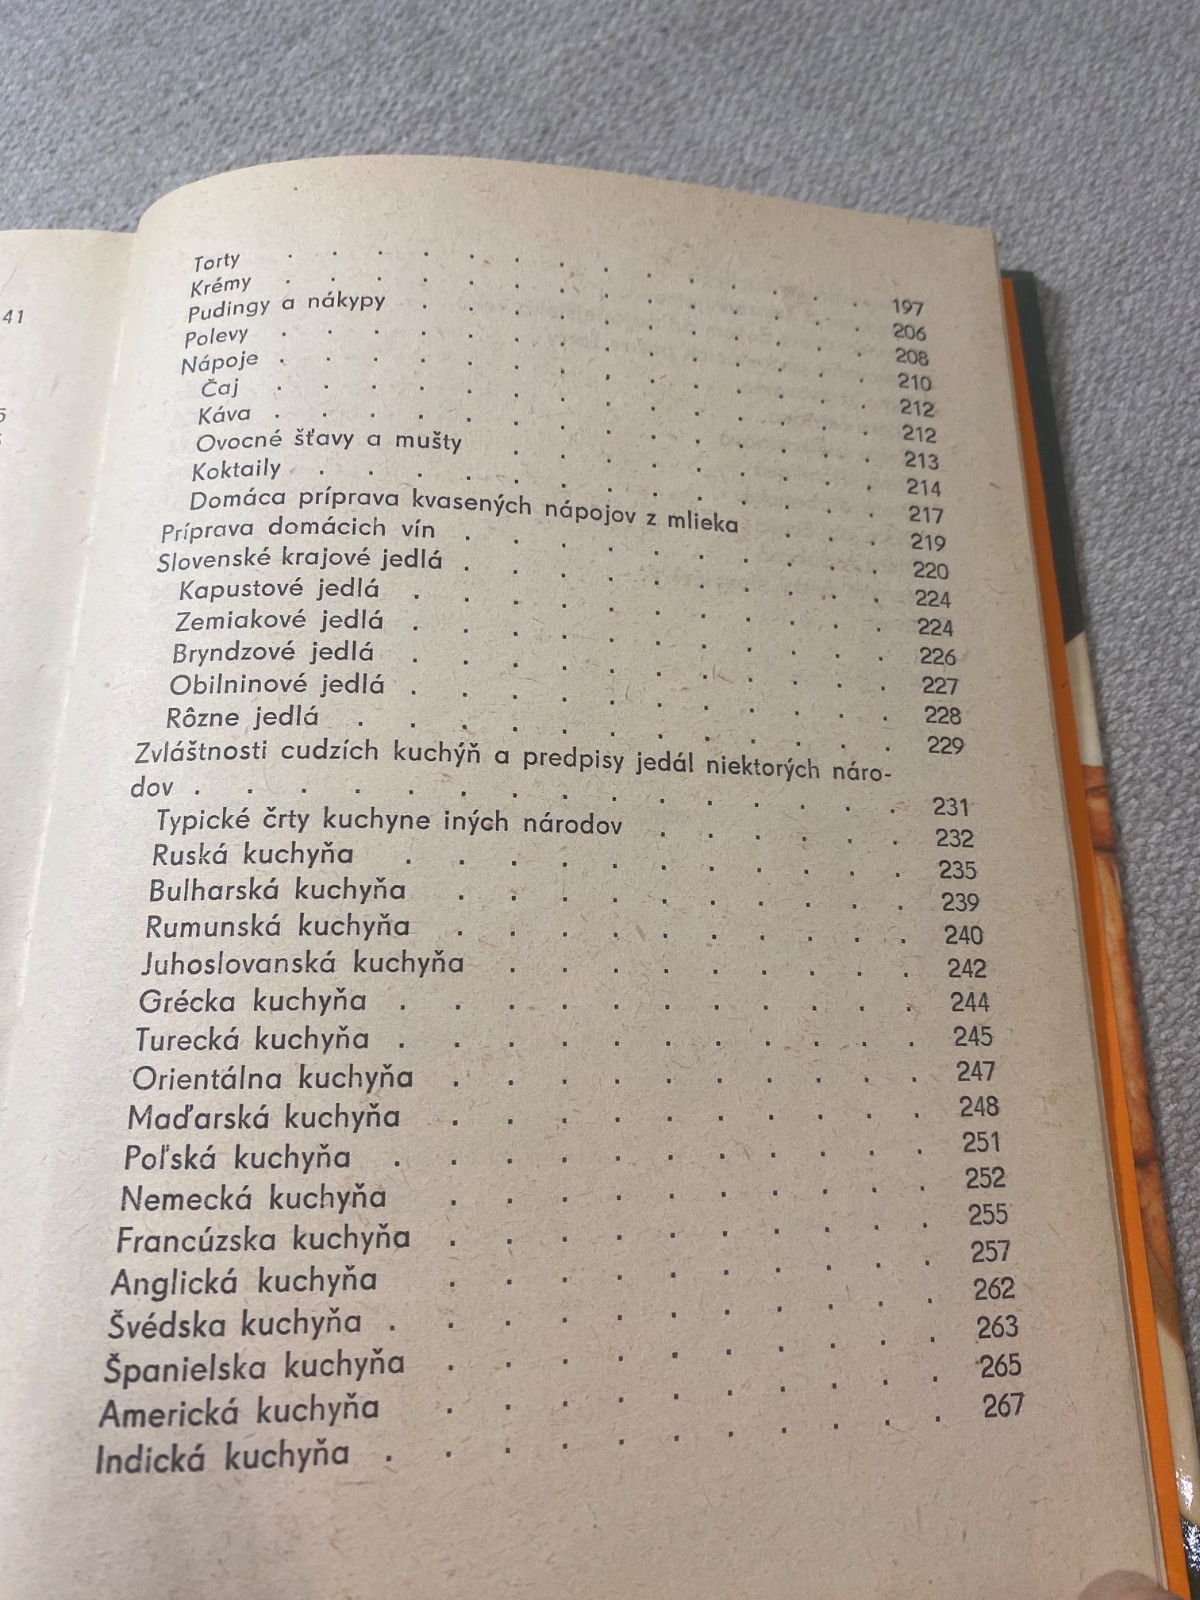 41
Torty . . . . . . . . . . . . . . 197
Krémy . . . . . . . . . . . . . . 206
Pudingy a nákypy . . . . . . . . . . . 208
Polevy . . . . . . . . . . . . . . 210
Nápoje . . . . . . . . . . . . . . 212
Čaj . . . . . . . . . . . . . . 212
Káva . . . . . . . . . . . . . . 213
Ovocné šťavy a mušty . . . . . . . . 214
Koktaily . . . . . . . . . . . . 217
Domáca príprava kvasených nápojov z mlieka . . . 219
Príprava domácich vín . . . . . . . . . 220
Slovenské krajové jedlá . . . . . . . . . 224
Kapustové jedlá . . . . . . . . . . 224
Zemiakové jedlá . . . . . . . . . . 226
Bryndzové jedlá . . . . . . . . . . 227
Obilninové jedlá . . . . . . . . . . 228
Rôzne jedlá . . . . . . . . . . . 229
Zvláštnosti cudzích kuchýň a predpisy jedál niektorých náro-
dov . . . . . . . . . . . . . . 231
Typické črty kuchyne iných národov . . . . . 232
Ruská kuchyňa . . . . . . . . . . 235
Bulharská kuchyňa . . . . . . . . . 239
Rumunská kuchyňa . . . . . . . . . 240
Juhoslovanská kuchyňa . . . . . . . . 242
Grécka kuchyňa . . . . . . . . . . 244
Turecká kuchyňa . . . . . . . . . . 245
Orientálna kuchyňa . . . . . . . . . 247
Maďarská kuchyňa . . . . . . . . . 248
Poľská kuchyňa . . . . . . . . . . 251
Nemecká kuchyňa . . . . . . . . . 252
Francúzska kuchyňa . . . . . . . . . 255
Anglická kuchyňa . . . . . . . . . 257
Švédska kuchyňa . . . . . . . . . . 262
Španielska kuchyňa . . . . . . . . . 263
Americká kuchyňa . . . . . . . . . 265
Indická kuchyňa . . . . . . . . . . 267